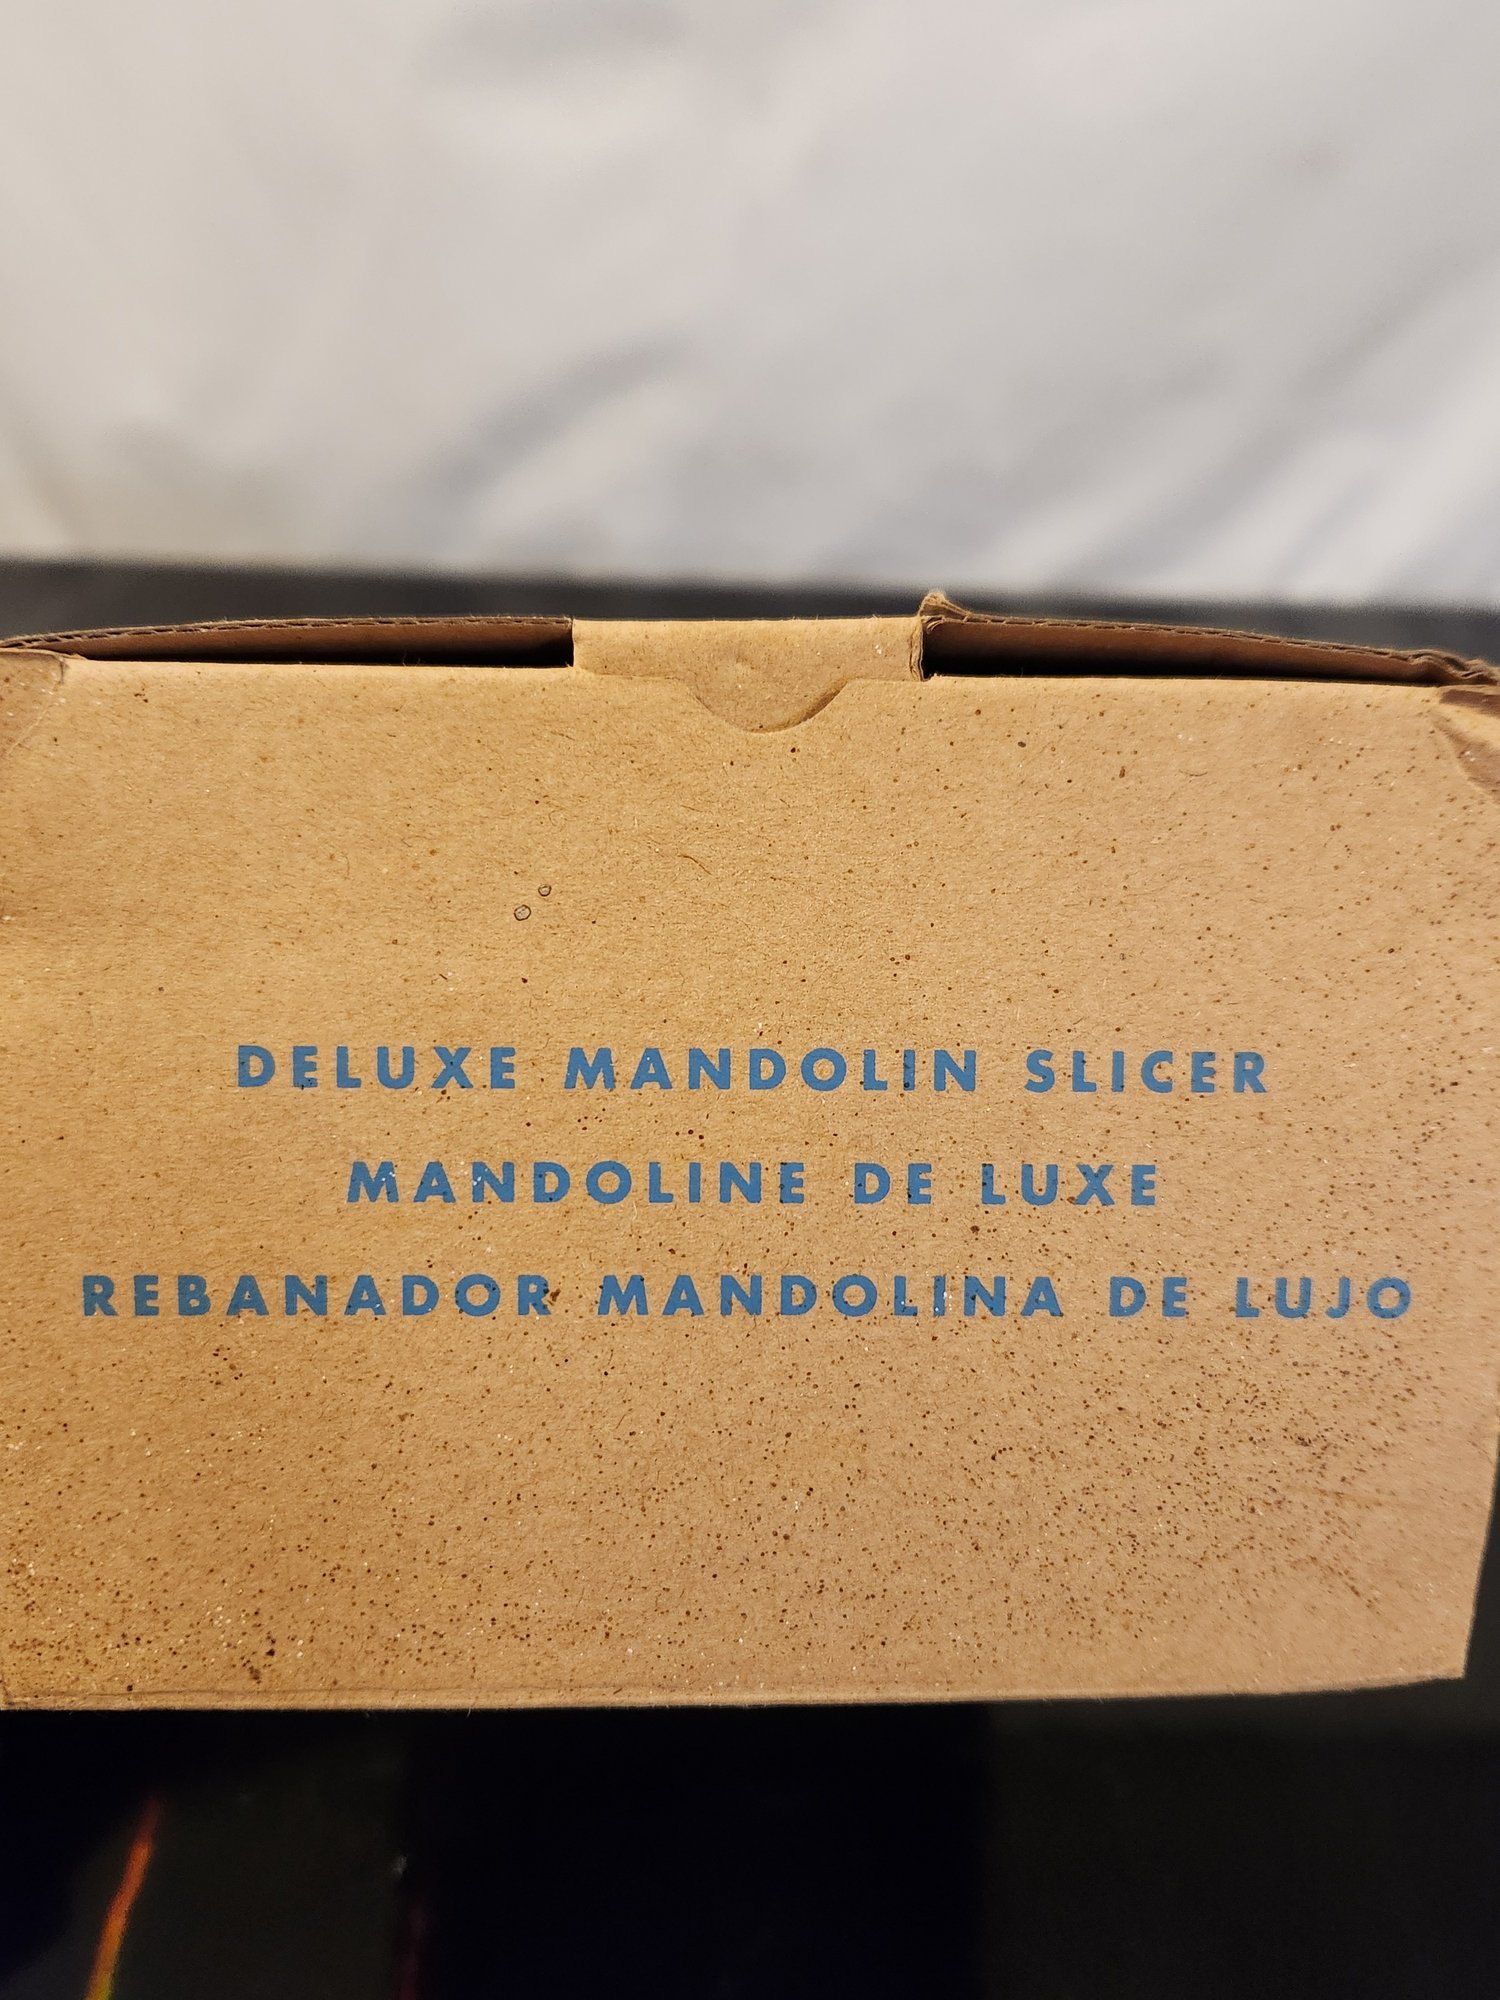 DELUXE MANDOLIN SLICER
MANDOLINE DE LUXE
REBANADOR MANDOLINA DE LUJO